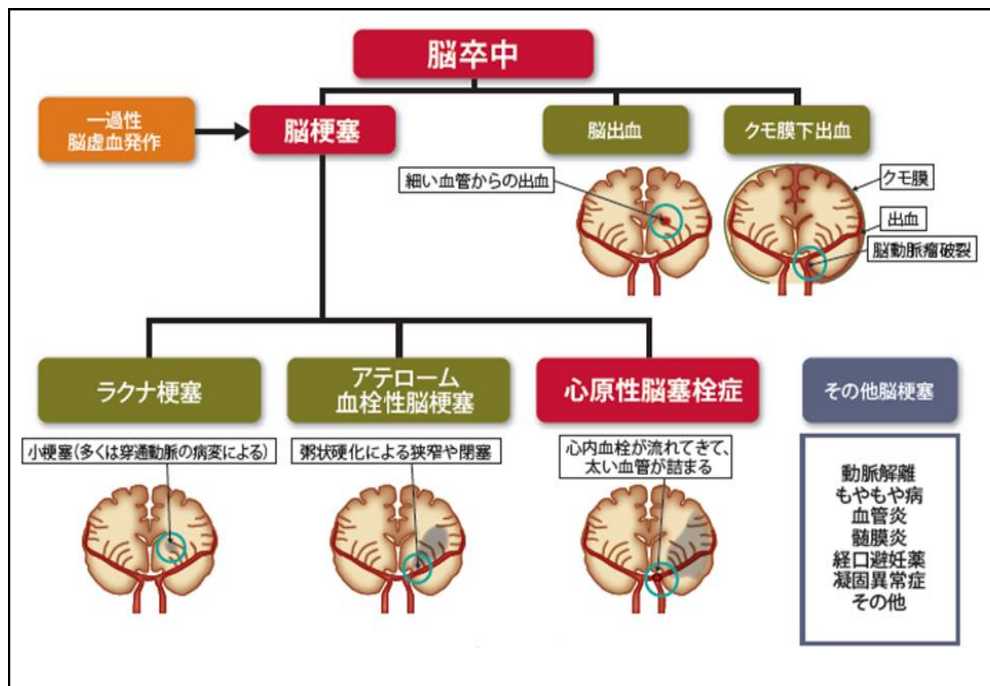 脳卒中
一過性
脳虚血発作
脳梗塞
脳出血
クモ膜下出血
細い血管からの出血
クモ膜
出血
脳動脈瘤破裂
ラクナ梗塞
アテローム
血栓性脳梗塞
心原性脳塞栓症
その他脳梗塞
小梗塞(多くは穿通動脈の病変による)
粥状硬化による狭窄や閉塞
心内血栓が流れてきて、
太い血管が詰まる
動脈解離
もやもや病
血管炎
髄膜炎
経口避妊薬
凝固異常症
その他